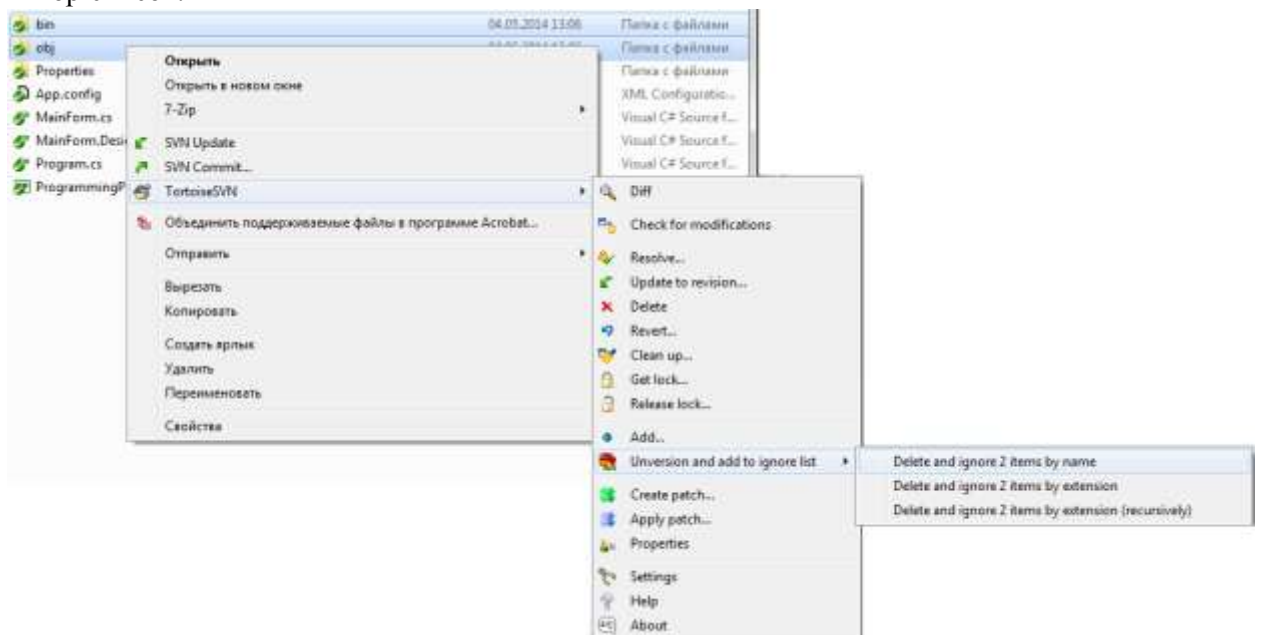 bin 04.03.2014 13:06 Папка с файлами
obj Папка с файлами
Properties Папка с файлами
App.config XML Configuratio...
MainForm.cs Visual C# Source f...
MainForm.Desi Visual C# Source f...
Program.cs Visual C# Source f...
ProgrammingP
Открыть
Открыть в новом окне
7-Zip
SVN Update
SVN Commit...
TortoiseSVN
Объединить поддерживаемые файлы в программе Acrobat...
Отправить
Вырезать
Копировать
Создать ярлык
Удалить
Переименовать
Свойства
Diff
Check for modifications
Resolve...
Update to revision...
Delete
Revert...
Clean up...
Get lock...
Release lock...
Add...
Unversion and add to ignore list
Create patch...
Apply patch...
Properties
Settings
Help
About
Delete and ignore 2 items by name
Delete and ignore 2 items by extension
Delete and ignore 2 items by extension (recursively)